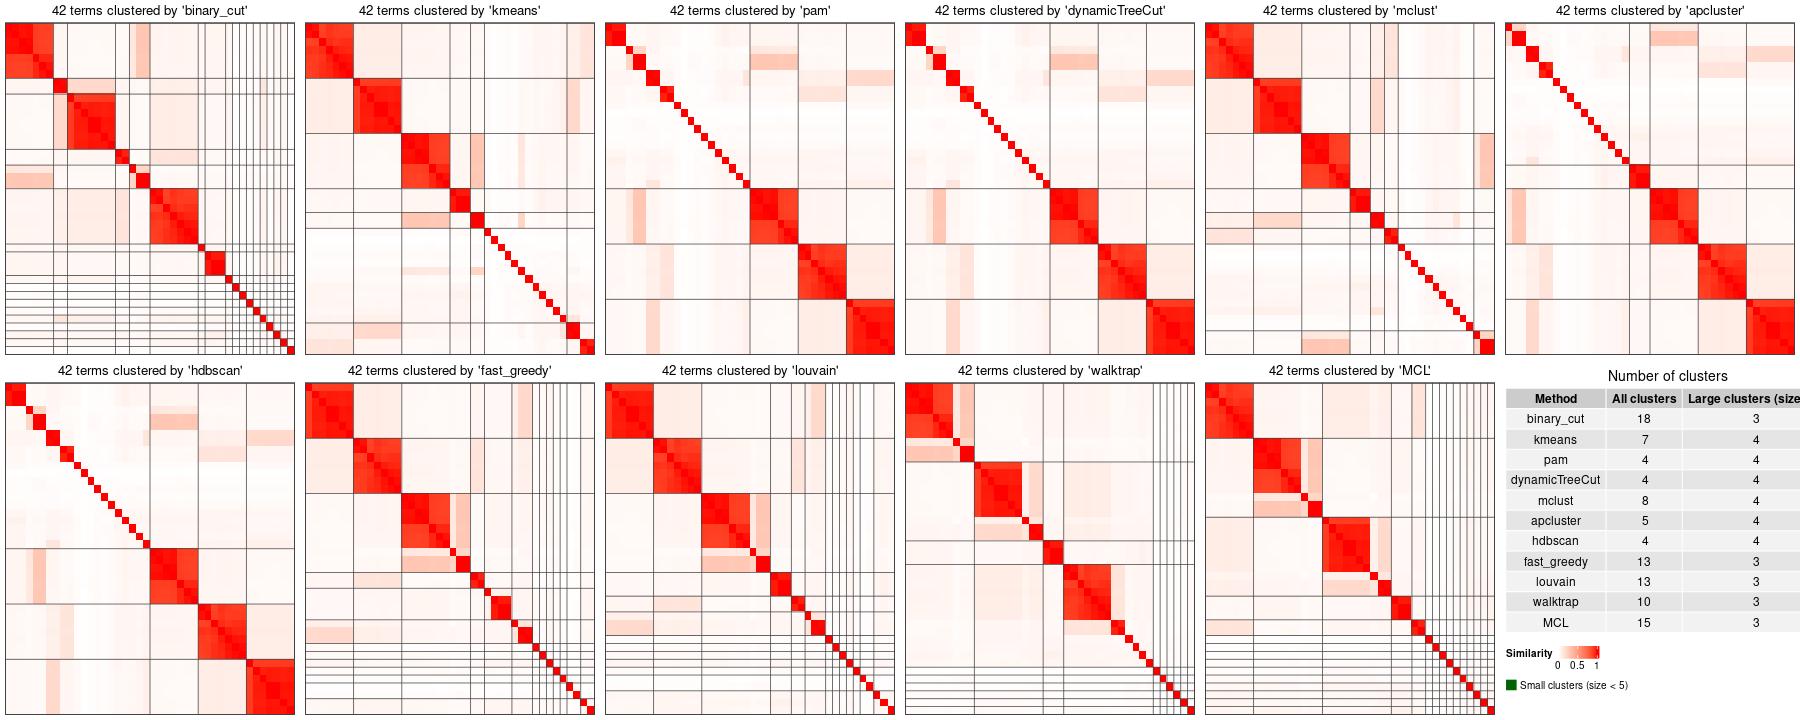 42 terms clustered by 'binary_cut'
42 terms clustered by 'kmeans'
42 terms clustered by 'pam'
42 terms clustered by 'dynamicTreeCut'
42 terms clustered by 'mclust'
42 terms clustered by 'apcluster'
42 terms clustered by 'hdbscan'
42 terms clustered by 'fast_greedy'
42 terms clustered by 'louvain'
42 terms clustered by 'walktrap'
42 terms clustered by 'MCL'
Number of clusters
Method All clusters Large clusters (size
binary_cut 18 3
kmeans 7 4
pam 4 4
dynamicTreeCut 4 4
mclust 8 4
apcluster 5 4
hdbscan 4 4
fast_greedy 13 3
louvain 13 3
walktrap 10 3
MCL 15 3
Similarity
0 0.5 1
Small clusters (size < 5)